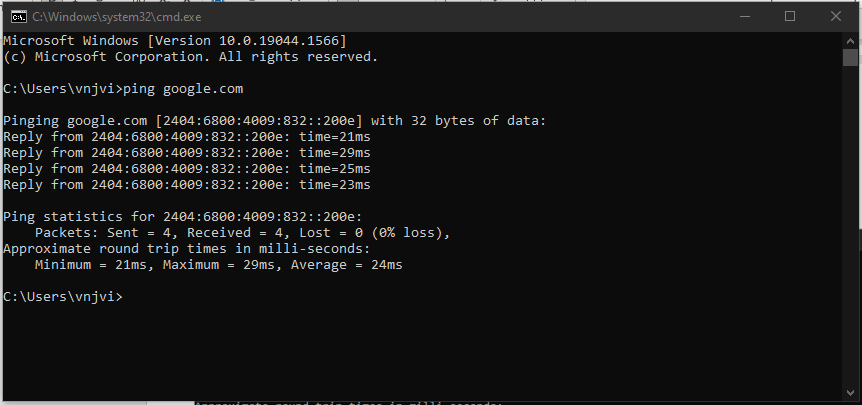 C:\Windows\system32\cmd.exe
Microsoft Windows [Version 10.0.19044.1566]
(c) Microsoft Corporation. All rights reserved.
C:\Users\vnjvi>ping google.com
Pinging google.com [2404:6800:4009:832::200e] with 32 bytes of data:
Reply from 2404:6800:4009:832::200e: time=21ms
Reply from 2404:6800:4009:832::200e: time=29ms
Reply from 2404:6800:4009:832::200e: time=25ms
Reply from 2404:6800:4009:832::200e: time=23ms
Ping statistics for 2404:6800:4009:832::200e:
    Packets: Sent = 4, Received = 4, Lost = 0 (0% loss),
Approximate round trip times in milli-seconds:
    Minimum = 21ms, Maximum = 29ms, Average = 24ms
C:\Users\vnjvi>
Approximate round trip times in milli-seconds: